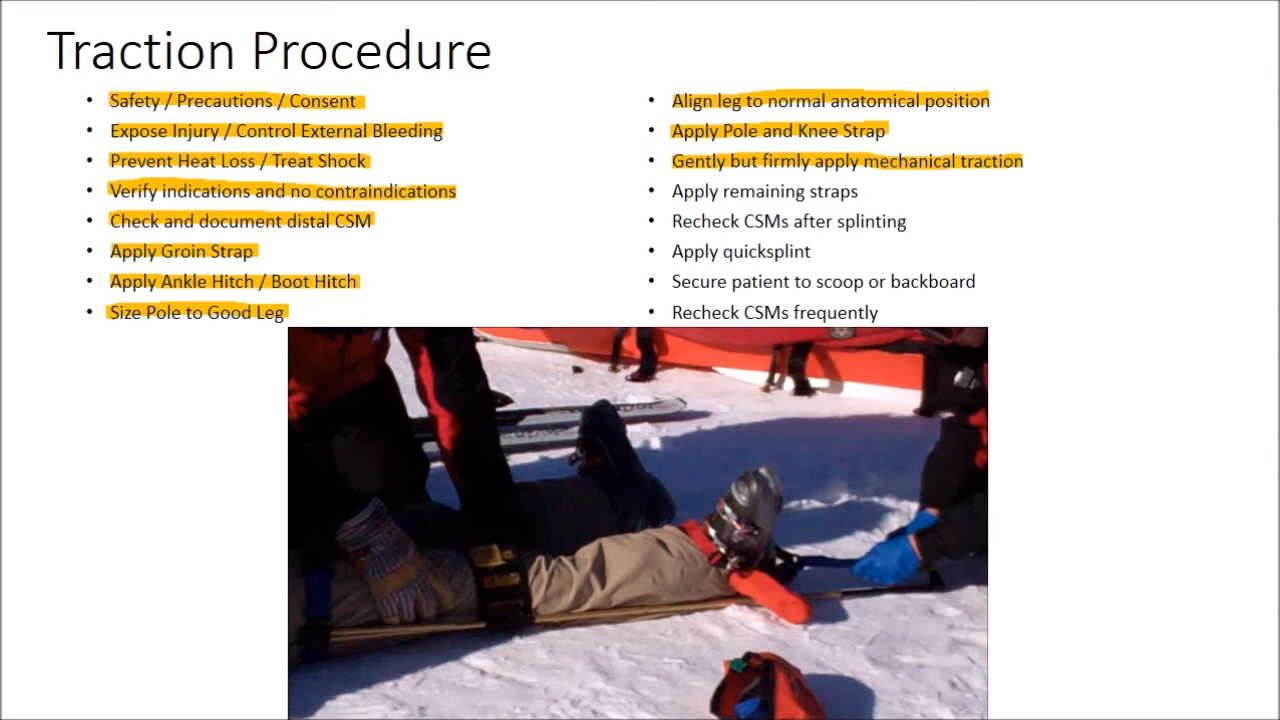 Traction Procedure
• Safety / Precautions / Consent
• Expose Injury / Control External Bleeding
• Prevent Heat Loss / Treat Shock
• Verify indications and no contraindications
• Check and document distal CSM
• Apply Groin Strap
• Apply Ankle Hitch / Boot Hitch
• Size Pole to Good Leg
• Align leg to normal anatomical position
• Apply Pole and Knee Strap
• Gently but firmly apply mechanical traction
• Apply remaining straps
• Recheck CSMs after splinting
• Apply quicksplint
• Secure patient to scoop or backboard
• Recheck CSMs frequently